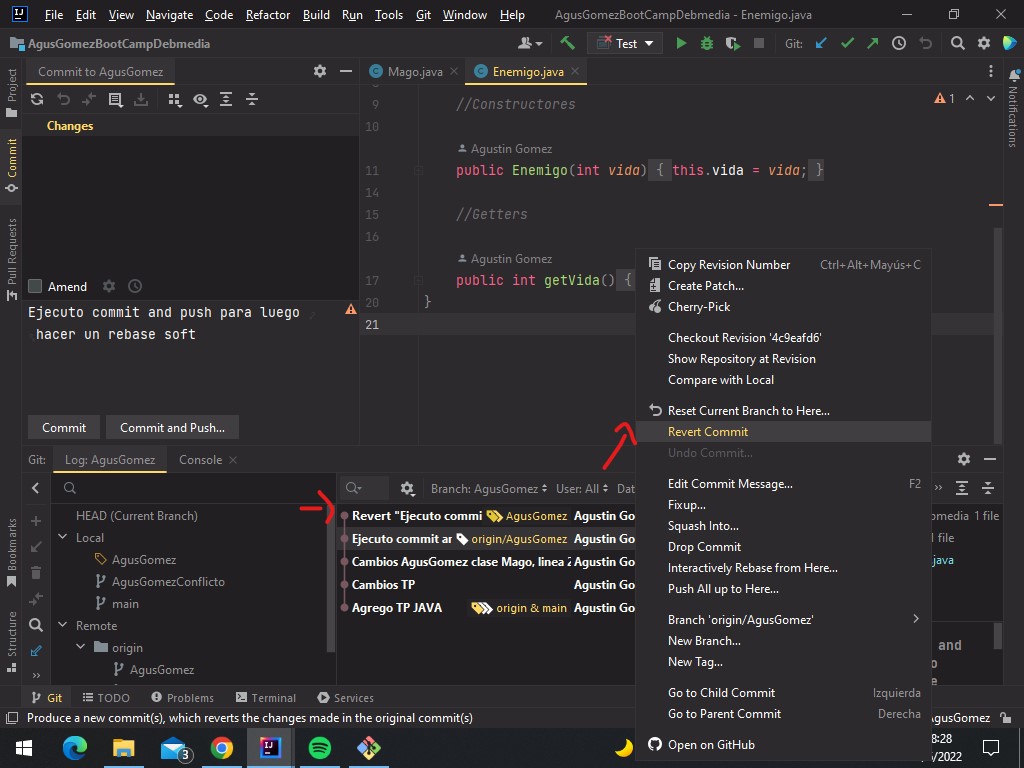 File Edit View Navigate Code Refactor Build Run Tools Git Window Help AgusGomezBootCampDebmedia - Enemigo.java
AgusGomezBootCampDebmedia Test Git:
Project
Commit
Pull Requests
Bookmarks
Structure
Commit to AgusGomez
Changes
Amend
Ejecuto commit and push para luego
hacer un rebase soft
Commit Commit and Push...
Mago.java Enemigo.java
Notifications
1
9 //Constructores
10
Agustin Gomez
11 public Enemigo(int vida) { this.vida = vida; }
14
15 //Getters
16
Agustin Gomez
17 public int getVida() {
20 }
21
Git: Log: AgusGomez Console
HEAD (Current Branch)
Local
AgusGomez
AgusGomezConflicto
main
Remote
origin
AgusGomez
Branch: AgusGomez User: All Dat
Revert "Ejecuto commi AgusGomez Agustin Go
Ejecuto commit ar origin/AgusGomez Agustin Go
Cambios AgusGomez clase Mago, linea 2 Agustin Go
Cambios TP Agustin Go
Agrego TP JAVA origin & main Agustin Go
omedia 1 file
l file
java
and
o
e
Copy Revision Number Ctrl+Alt+Mayús+C
Create Patch...
Cherry-Pick
Checkout Revision '4c9eafd6'
Show Repository at Revision
Compare with Local
Reset Current Branch to Here...
Revert Commit
Undo Commit...
Edit Commit Message... F2
Fixup...
Squash Into...
Drop Commit
Interactively Rebase from Here...
Push All up to Here...
Branch 'origin/AgusGomez'
New Branch...
New Tag...
Go to Child Commit Izquierda
Go to Parent Commit Derecha
Open on GitHub
Git TODO Problems Terminal Services
Produce a new commit(s), which reverts the changes made in the original commit(s) AgusGomez
3
8:28
/2022